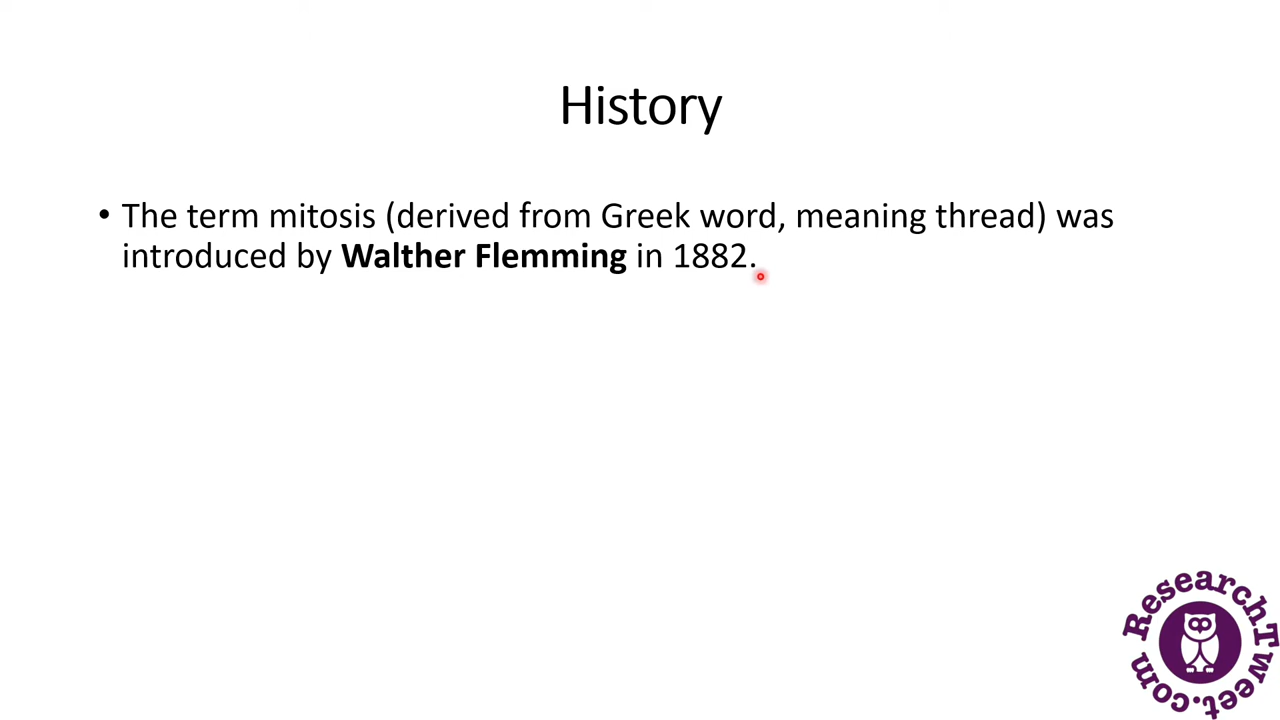 History
• The term mitosis (derived from Greek word, meaning thread) was
introduced by Walther Flemming in 1882.
ResearchTweet.com